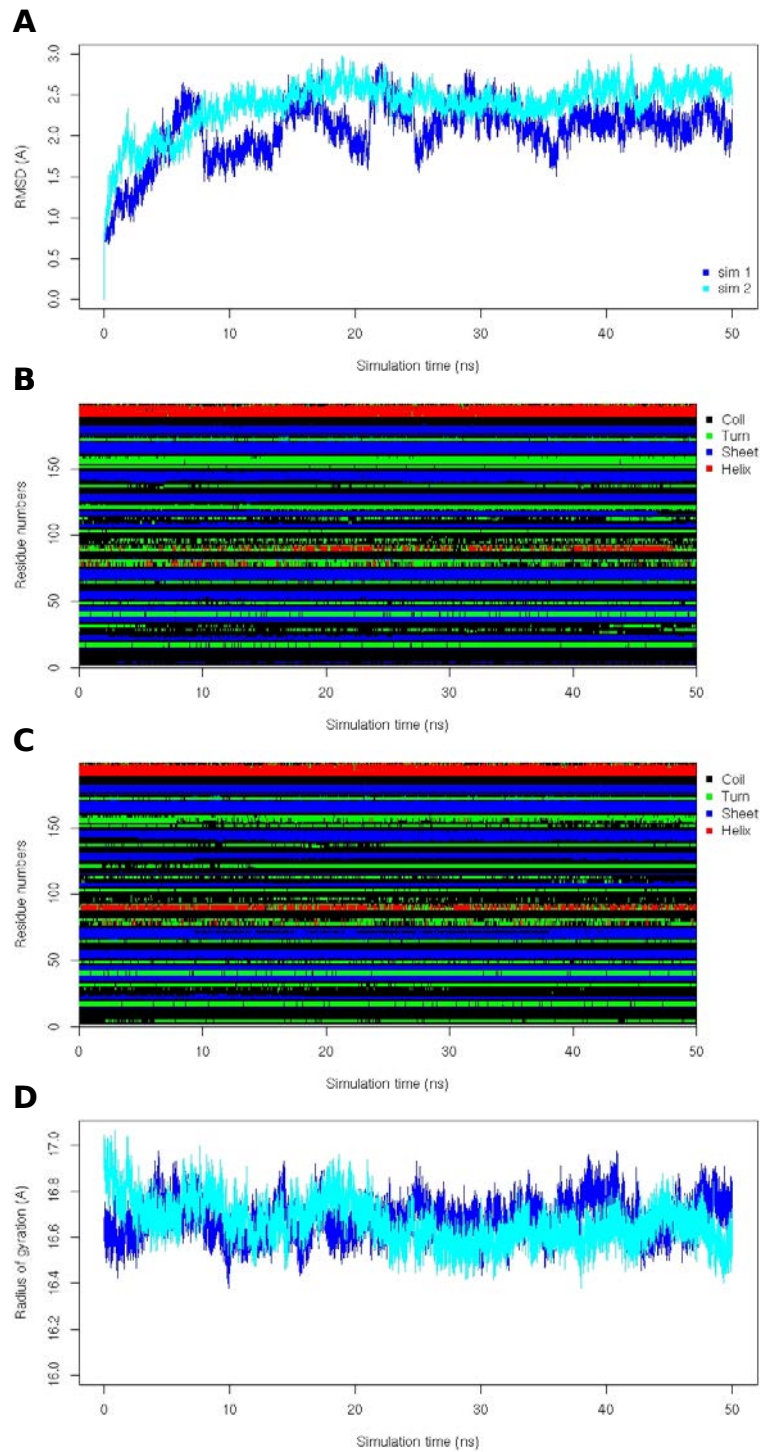 A
RMSD (A)
3.0
2.5
2.0
1.5
1.0
0.5
0.0
sim 1
sim 2
0 10 20 30 40 50
Simulation time (ns)
B
Residue numbers
150
100
50
0
Coil
Turn
Sheet
Helix
0 10 20 30 40 50
Simulation time (ns)
C
Residue numbers
150
100
50
0
Coil
Turn
Sheet
Helix
0 10 20 30 40 50
Simulation time (ns)
D
Radius of gyration (A)
17.0
16.8
16.6
16.4
16.2
16.0
0 10 20 30 40 50
Simulation time (ns)